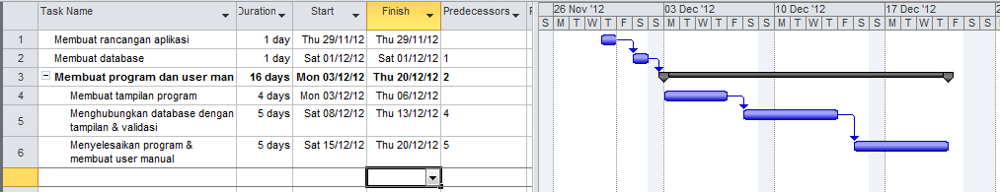 Task Name Duration Start Finish Predecessors
26 Nov '12 03 Dec '12 10 Dec '12 17 Dec '12
S M T W T F S S M T W T F S S M T W T F S S M T W T F S S
1 Membuat rancangan aplikasi 1 day Thu 29/11/12 Thu 29/11/12
2 Membuat database 1 day Sat 01/12/12 Sat 01/12/12 1
3 Membuat program dan user man 16 days Mon 03/12/12 Thu 20/12/12 2
4 Membuat tampilan program 4 days Mon 03/12/12 Thu 06/12/12
5 Menghubungkan database dengan 5 days Sat 08/12/12 Thu 13/12/12 4
tampilan & validasi
6 Menyelesaikan program & 5 days Sat 15/12/12 Thu 20/12/12 5
membuat user manual